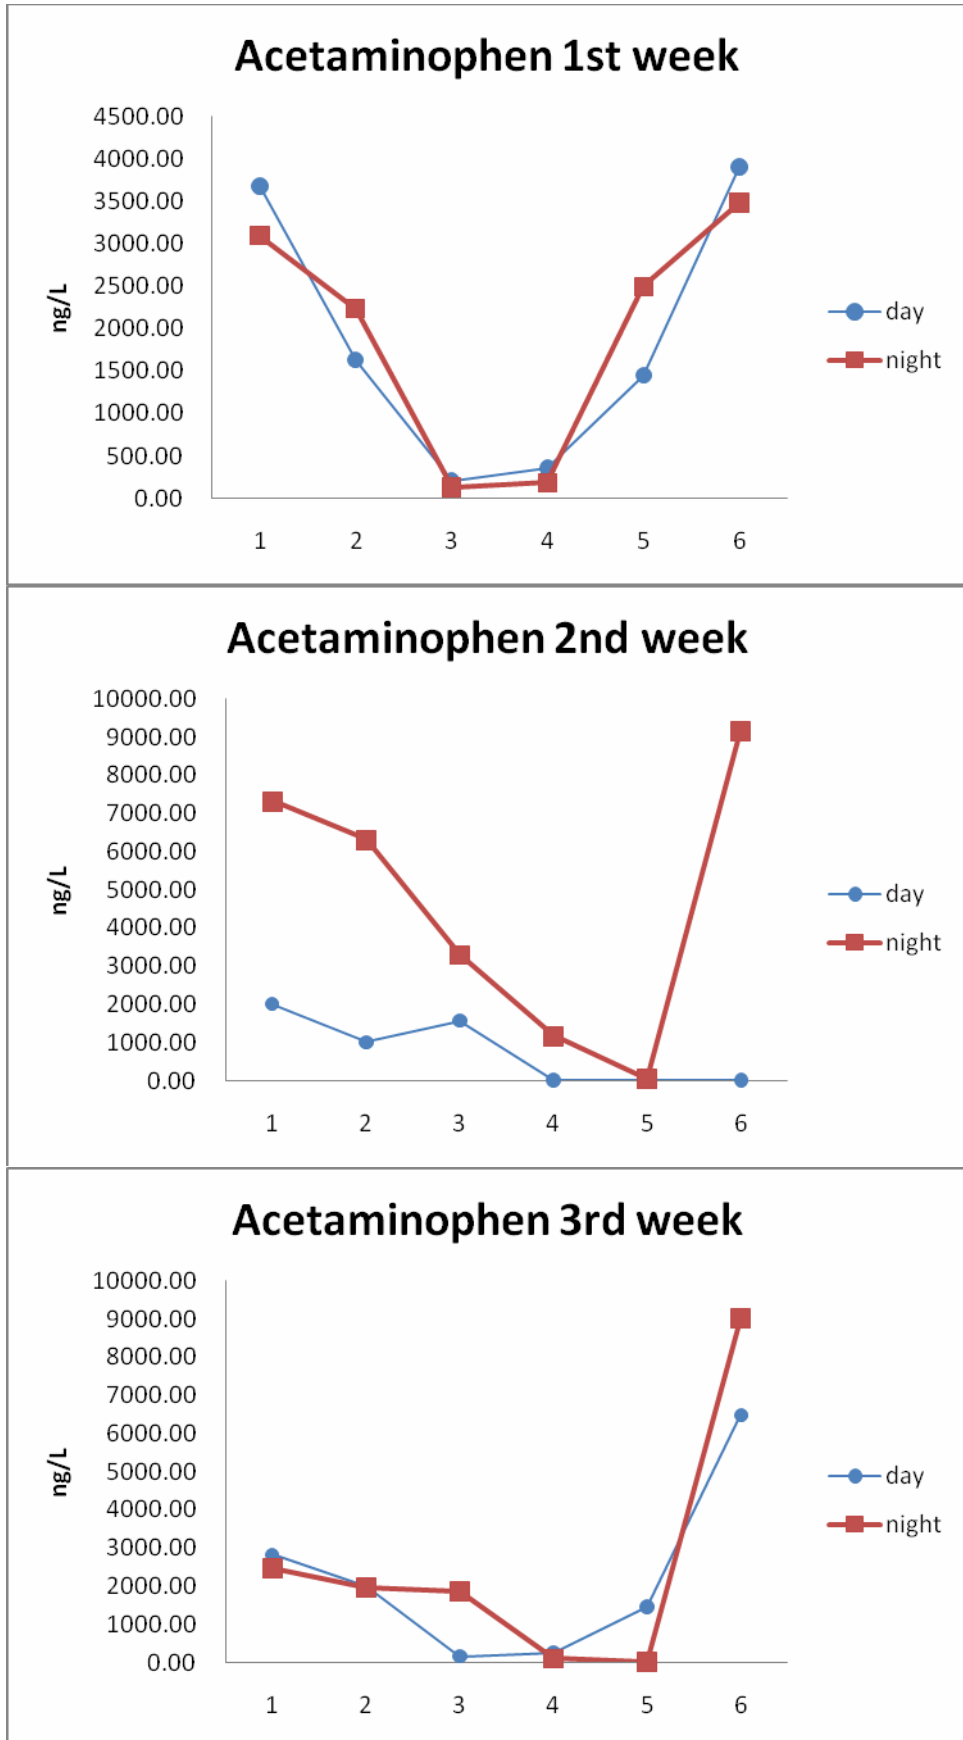 Acetaminophen 1st week
4500.00
4000.00
3500.00
3000.00
2500.00
2000.00
1500.00
1000.00
500.00
0.00
ng/L
1 2 3 4 5 6
day
night
Acetaminophen 2nd week
10000.00
9000.00
8000.00
7000.00
6000.00
5000.00
4000.00
3000.00
2000.00
1000.00
0.00
ng/L
1 2 3 4 5 6
day
night
Acetaminophen 3rd week
10000.00
9000.00
8000.00
7000.00
6000.00
5000.00
4000.00
3000.00
2000.00
1000.00
0.00
ng/L
1 2 3 4 5 6
day
night